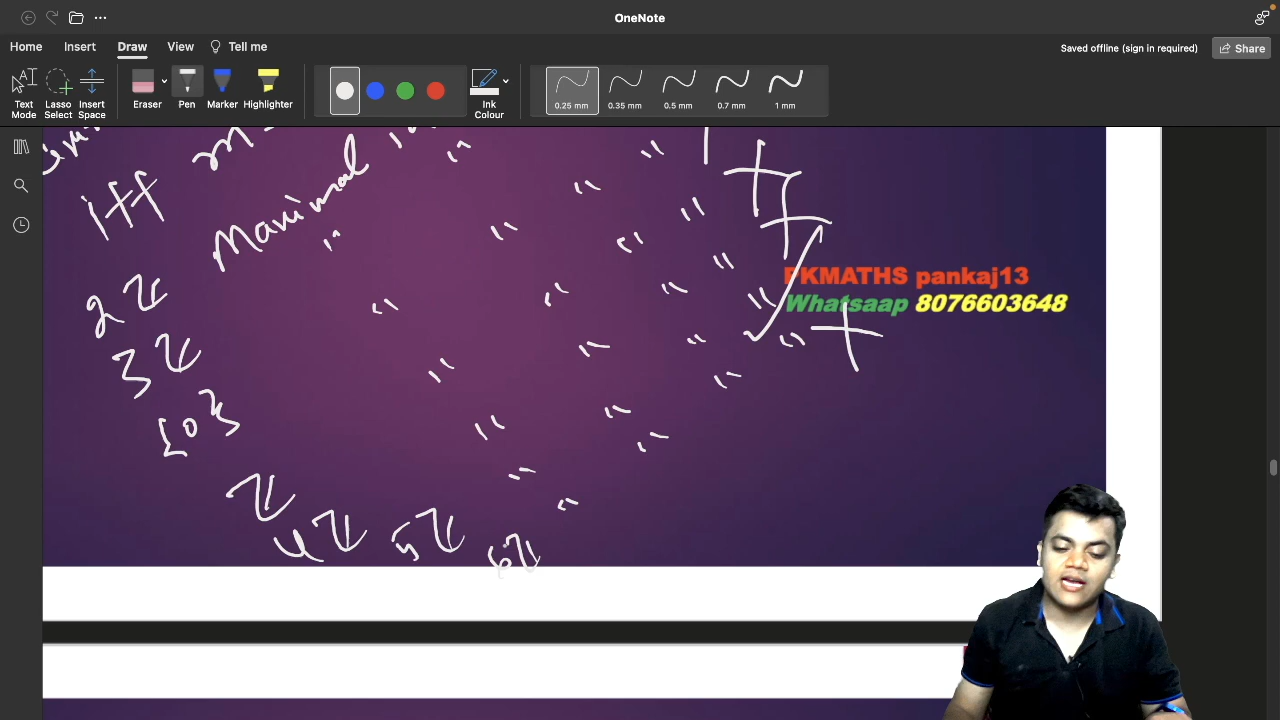 OneNote
Home Insert Draw View Tell me
Saved offline (sign in required) Share
Text Mode
Lasso Select
Insert Space
Eraser
Pen
Marker
Highlighter
Ink Colour
0.25 mm 0.35 mm 0.5 mm 0.7 mm 1 mm
iff
Maximal
2ℤ
3ℤ
{0}
ℤ
4ℤ 5ℤ 6ℤ
PKMATHS pankaj13
Whatsaap 8076603648